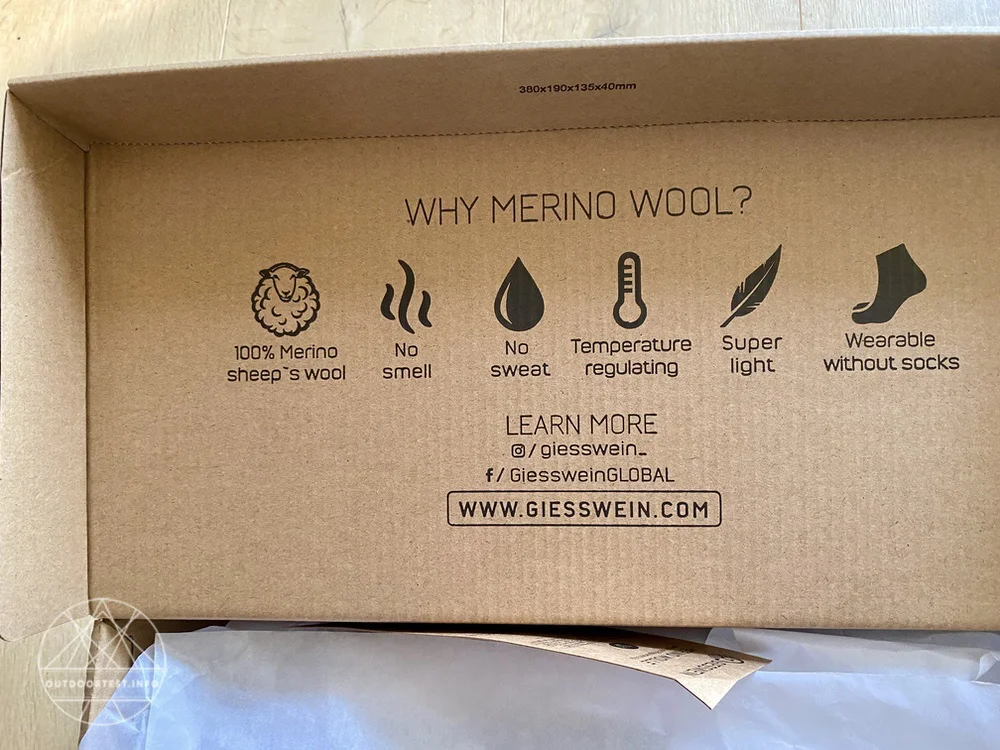 380x190x135x40mm
WHY MERINO WOOL?
100% Merino
sheep`s wool
No
smell
No
sweat
Temperature
regulating
Super
light
Wearable
without socks
LEARN MORE
/ giesswein_
f / GiessweinGLOBAL
WWW.GIESSWEIN.COM
OUTDOORTEST.INFO